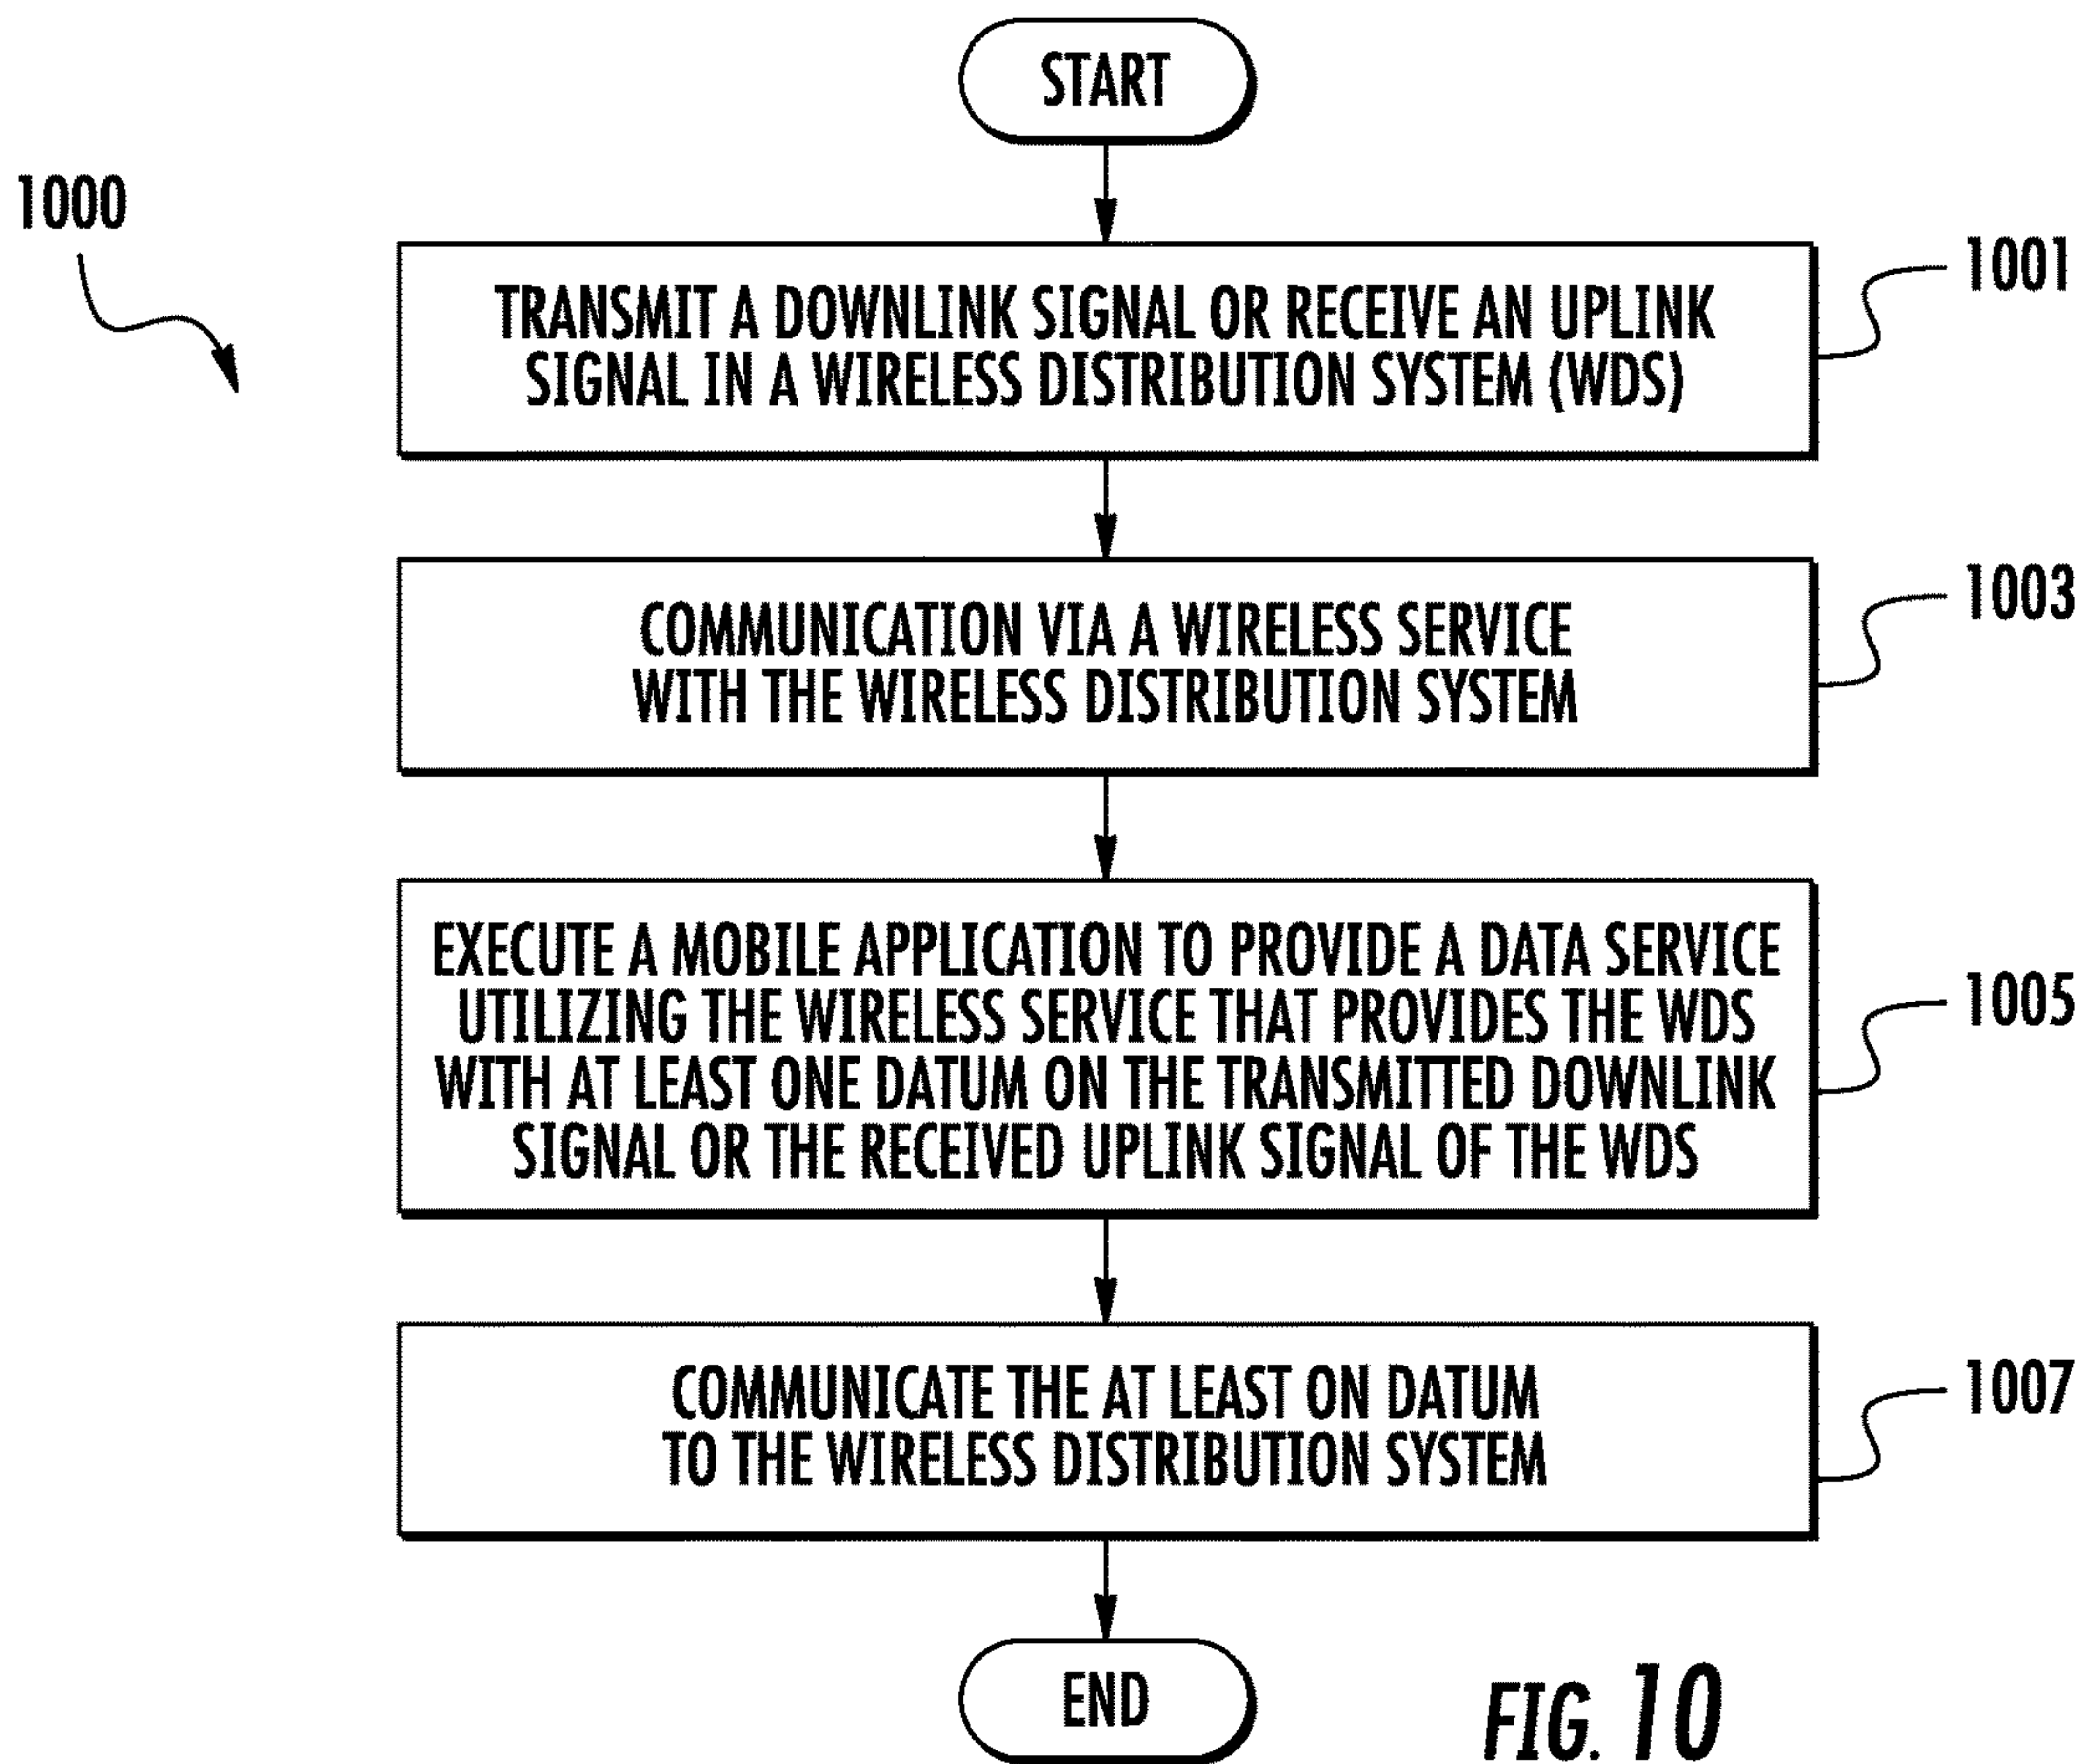 START
1000
TRANSMIT A DOWNLINK SIGNAL OR RECEIVE AN UPLINK
SIGNAL IN A WIRELESS DISTRIBUTION SYSTEM (WDS)
1001
COMMUNICATION VIA A WIRELESS SERVICE
WITH THE WIRELESS DISTRIBUTION SYSTEM
1003
EXECUTE A MOBILE APPLICATION TO PROVIDE A DATA SERVICE
UTILIZING THE WIRELESS SERVICE THAT PROVIDES THE WDS
WITH AT LEAST ONE DATUM ON THE TRANSMITTED DOWNLINK
SIGNAL OR THE RECEIVED UPLINK SIGNAL OF THE WDS
1005
COMMUNICATE THE AT LEAST ON DATUM
TO THE WIRELESS DISTRIBUTION SYSTEM
1007
END
FIG. 10